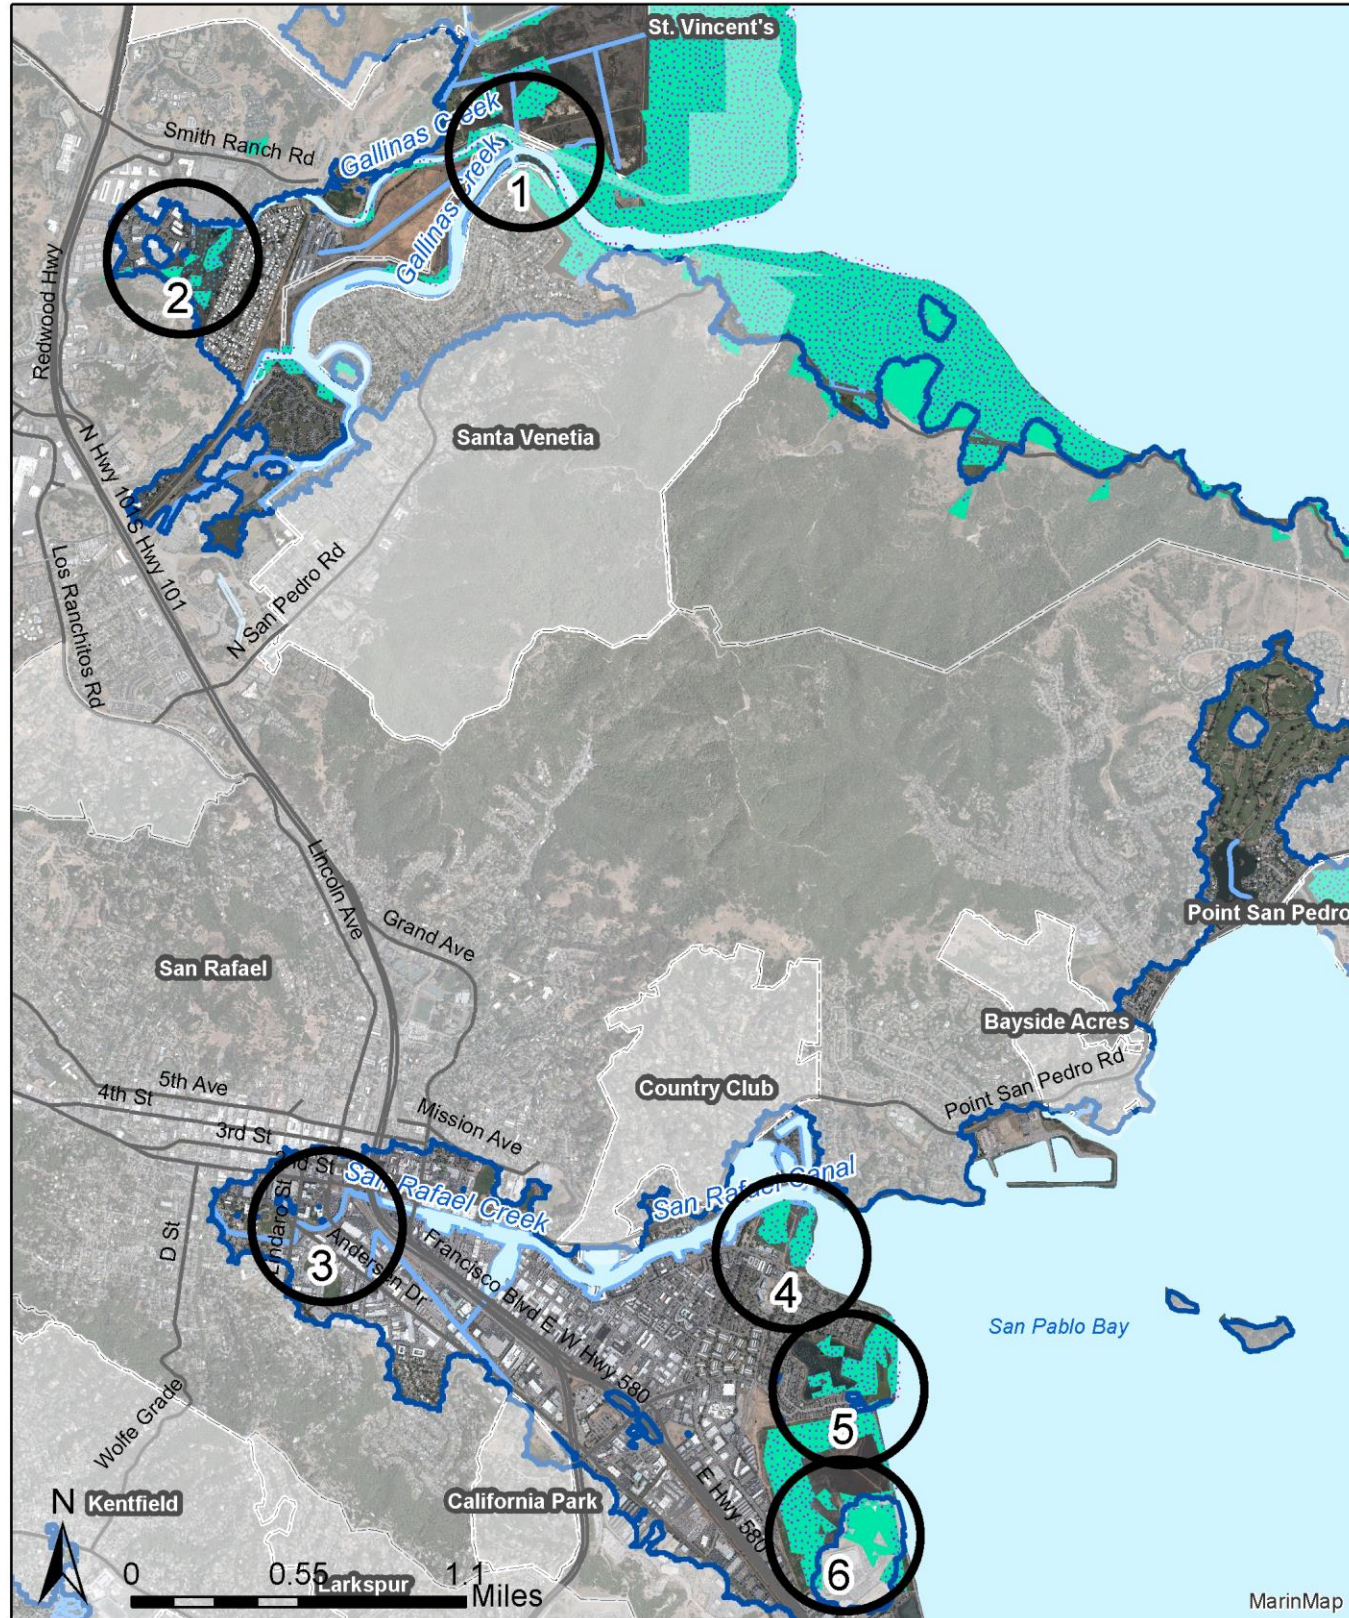 St. Vincent's
Smith Ranch Rd
Gallinas Creek
Gallinas Creek
1
2
Redwood Hwy
Santa Venetia
N Hwy 101
S Hwy 101
Los Ranchitos Rd
N San Pedro Rd
Lincoln Ave
Grand Ave
Point San Pedro
San Rafael
Bayside Acres
Point San Pedro Rd
Country Club
5th Ave
4th St
3rd St
2nd St
Mission Ave
San Rafael Creek
San Rafael Canal
D St
Lindaro St
3
Andersen Dr
Francisco Blvd E
W Hwy 580
4
San Pablo Bay
5
Wolfe Grade
E Hwy 580
Kentfield
California Park
6
N
0 0.55 1.1
Miles
Larkspur
MarinMap